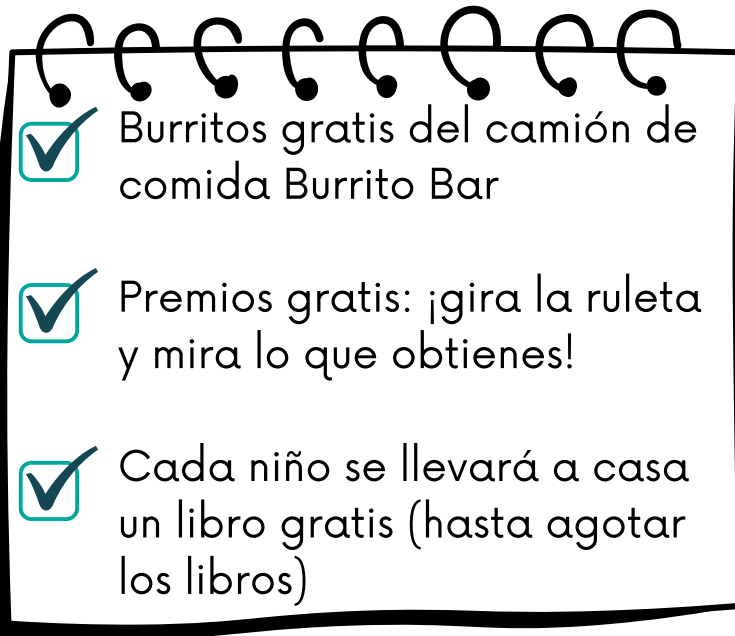 Burritos gratis del camión de
comida Burrito Bar
Premios gratis: ¡gira la ruleta
y mira lo que obtienes!
Cada niño se llevará a casa
un libro gratis (hasta agotar
los libros)